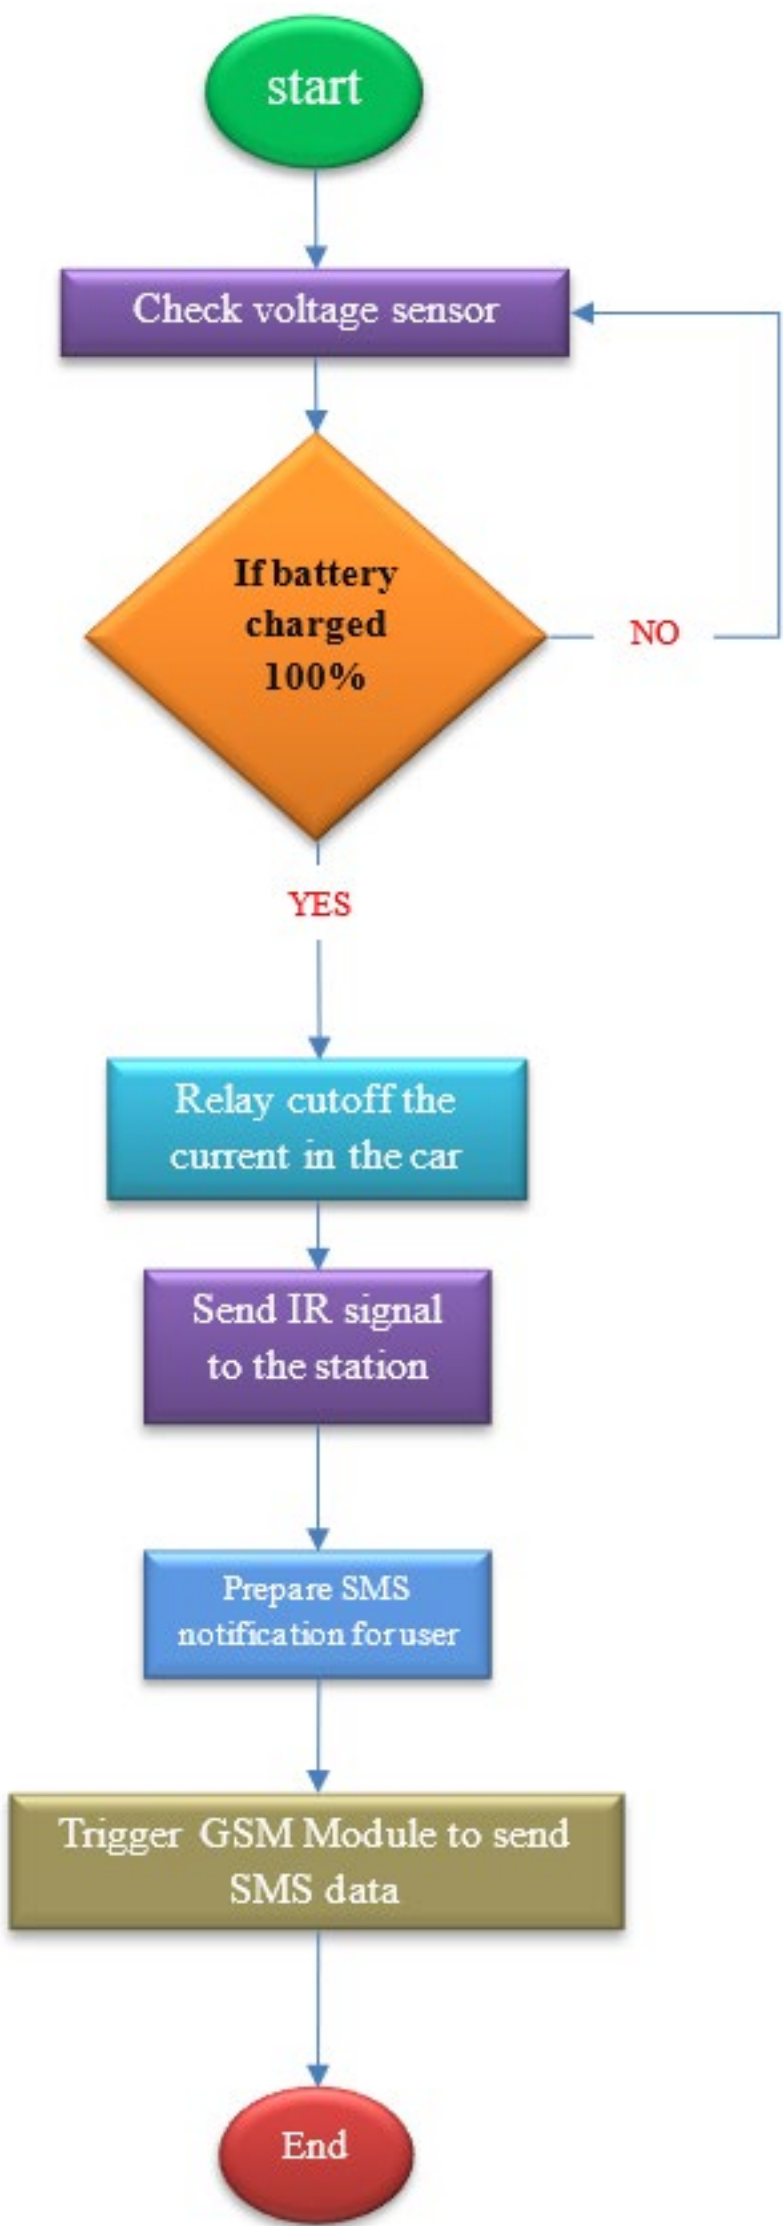 start
Check voltage sensor
If battery
charged
100%
NO
YES
Relay cutoff the
current in the car
Send IR signal
to the station
Prepare SMS
notification for user
Trigger GSM Module to send
SMS data
End